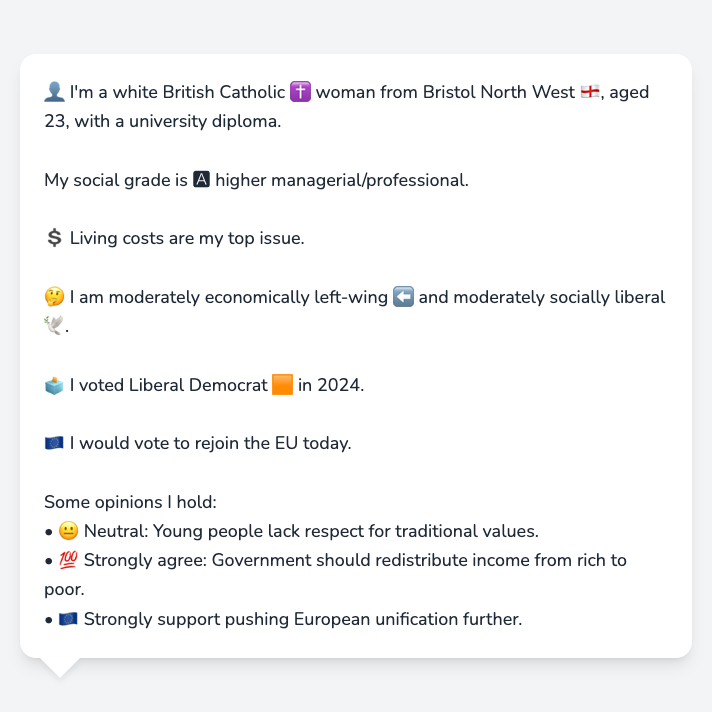 👤 I'm a white British Catholic ✝️ woman from Bristol North West 🏴󠁧󠁢󠁥󠁮󠁧󠁿, aged
23, with a university diploma.
My social grade is 🅰 higher managerial/professional.
💲 Living costs are my top issue.
🤔 I am moderately economically left-wing ⬅️ and moderately socially liberal
🕊️.
🗳️ I voted Liberal Democrat 🟧 in 2024.
🇪🇺 I would vote to rejoin the EU today.
Some opinions I hold:
• 😐 Neutral: Young people lack respect for traditional values.
• 💯 Strongly agree: Government should redistribute income from rich to
poor.
• 🇪🇺 Strongly support pushing European unification further.